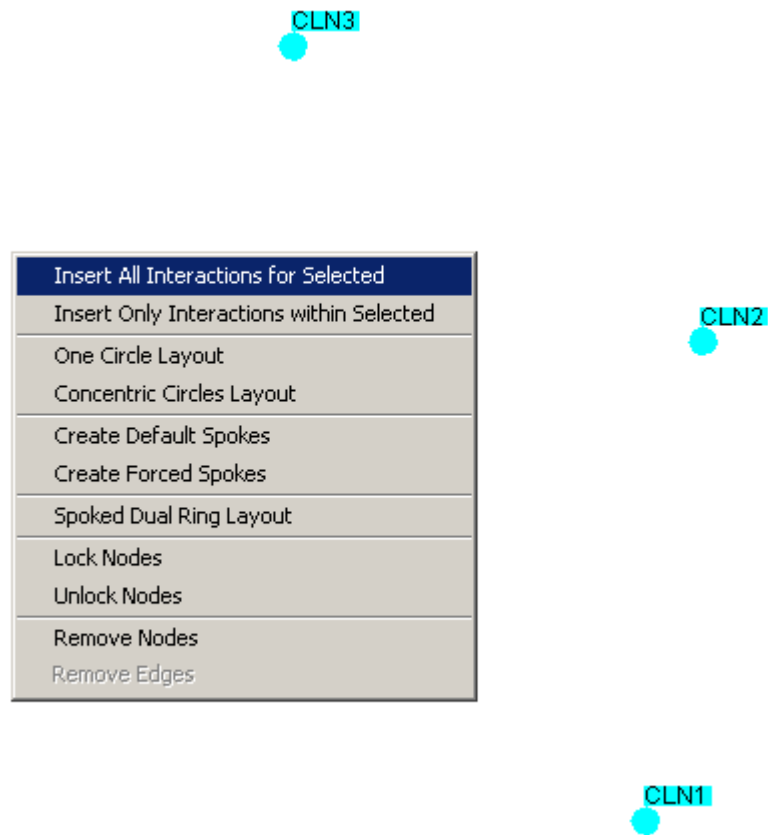 CLN3
Insert All Interactions for Selected
Insert Only Interactions within Selected
CLN2
One Circle Layout
Concentric Circles Layout
Create Default Spokes
Create Forced Spokes
Spoked Dual Ring Layout
Lock Nodes
Unlock Nodes
Remove Nodes
Remove Edges
CLN1